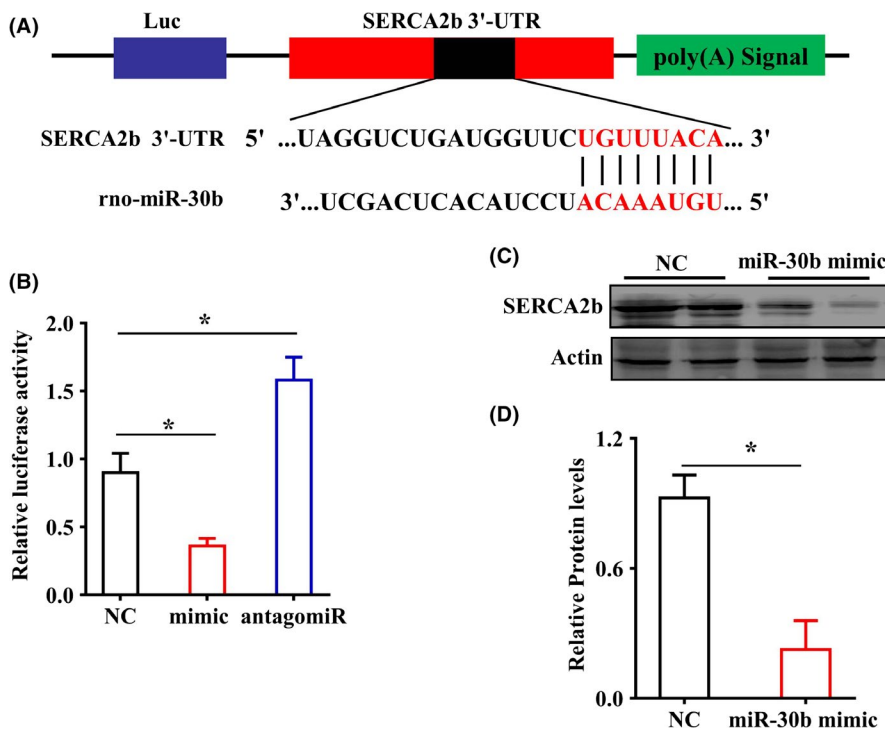 (A)
Luc
SERCA2b 3'-UTR
poly(A) Signal
SERCA2b 3'-UTR 5' ...UAGGUCUGAUGGUUCUGUUUACA... 3'
rno-miR-30b 3'...UCGACUCACAUCCUACAAAUGU... 5'
(B)
Relative luciferase activity
2.0
1.5
1.0
0.5
0.0
*
*
NC mimic antagomiR
(C)
NC miR-30b mimic
SERCA2b
Actin
(D)
Relative Protein levels
1.2
0.6
0.0
*
NC miR-30b mimic